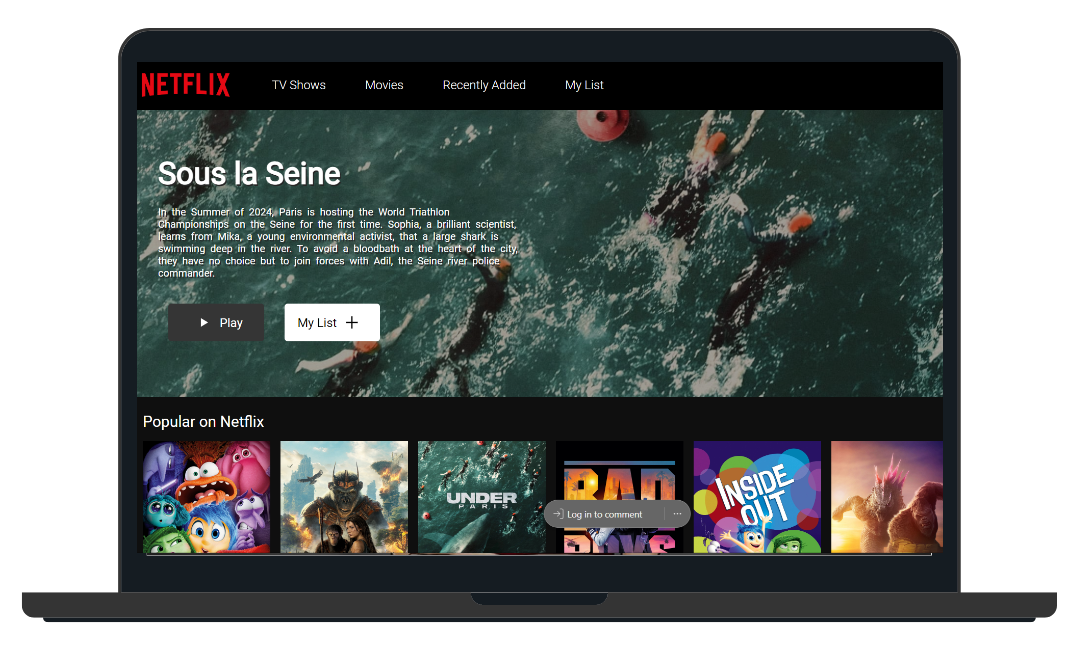 NETFLIX
TV Shows Movies Recently Added My List
Sous la Seine
In the Summer of 2024, Paris is hosting the World Triathlon
Championships on the Seine for the first time. Sophia, a brilliant scientist,
learns from Mika, a young environmental activist, that a large shark is
swimming deep in the river. To avoid a bloodbath at the heart of the city,
they have no choice but to join forces with Adil, the Seine river police
commander.
Play My List
Popular on Netflix
UNDER
PARIS
BAD
BOYS
INSIDE
OUT
Log in to comment